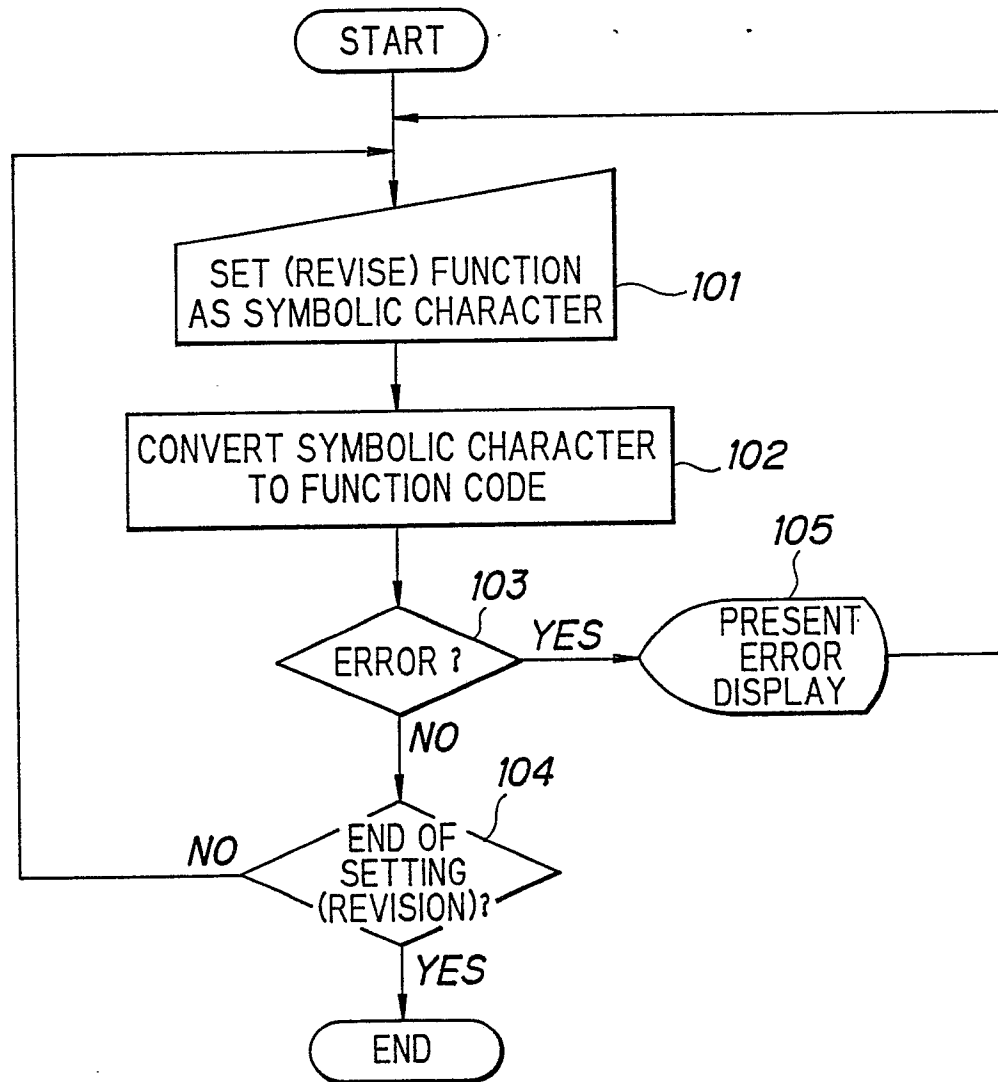 START
SET (REVISE) FUNCTION
AS SYMBOLIC CHARACTER
101
CONVERT SYMBOLIC CHARACTER
TO FUNCTION CODE
102
103
ERROR ?
YES
105
PRESENT
ERROR
DISPLAY
NO
104
END OF
SETTING
(REVISION)?
NO
YES
END